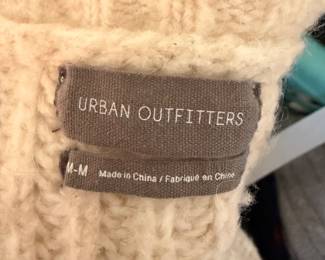 URBAN OUTFITTERS
M-M Made in China / Fabriqué en Chine